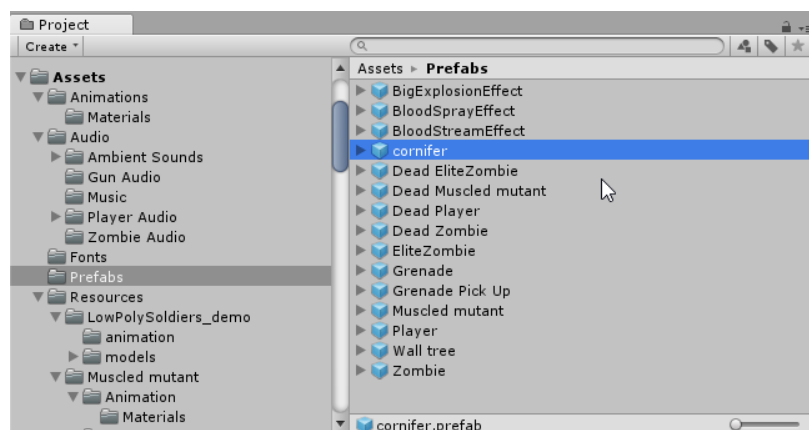 Project
Create
Assets
Animations
Materials
Audio
Ambient Sounds
Gun Audio
Music
Player Audio
Zombie Audio
Fonts
Prefabs
Resources
LowPolySoldiers_demo
animation
models
Muscled mutant
Animation
Materials
Assets ▸ Prefabs
BigExplosionEffect
BloodSprayEffect
BloodStreamEffect
cornifer
Dead EliteZombie
Dead Muscled mutant
Dead Player
Dead Zombie
EliteZombie
Grenade
Grenade Pick Up
Muscled mutant
Player
Wall tree
Zombie
cornifer.prefab